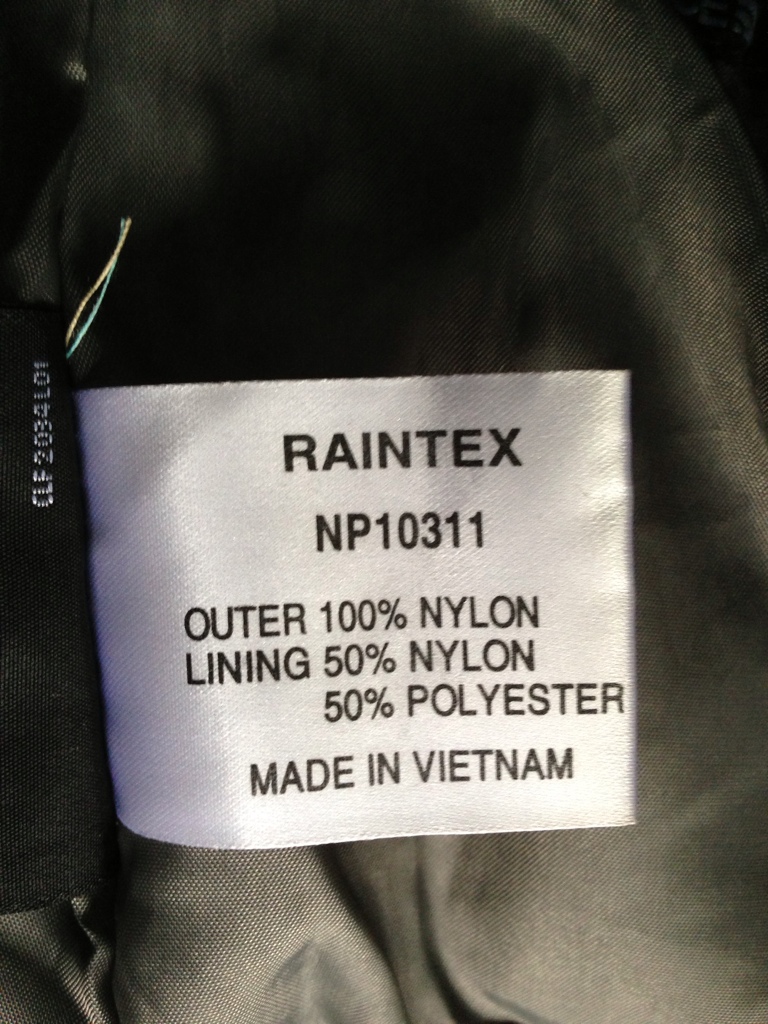 RAINTEX
NP10311
OUTER 100% NYLON
LINING 50% NYLON
50% POLYESTER
MADE IN VIETNAM